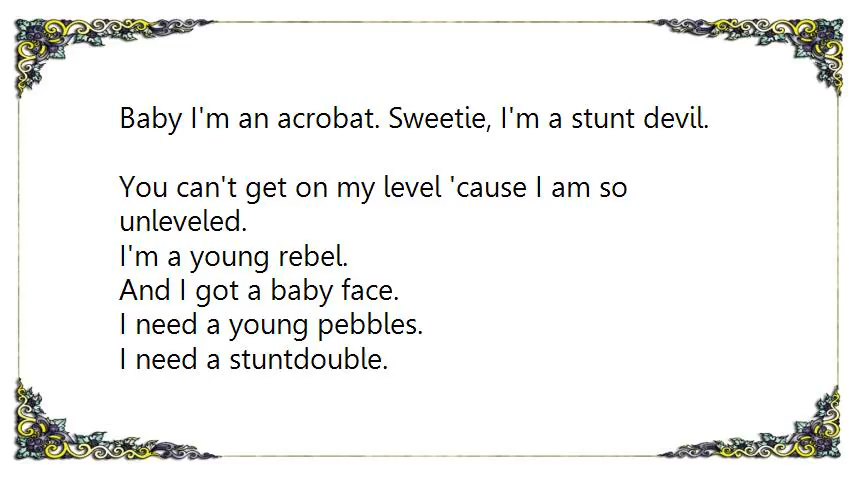 Baby I'm an acrobat. Sweetie, I'm a stunt devil.
You can't get on my level 'cause I am so
unleveled.
I'm a young rebel.
And I got a baby face.
I need a young pebbles.
I need a stuntdouble.